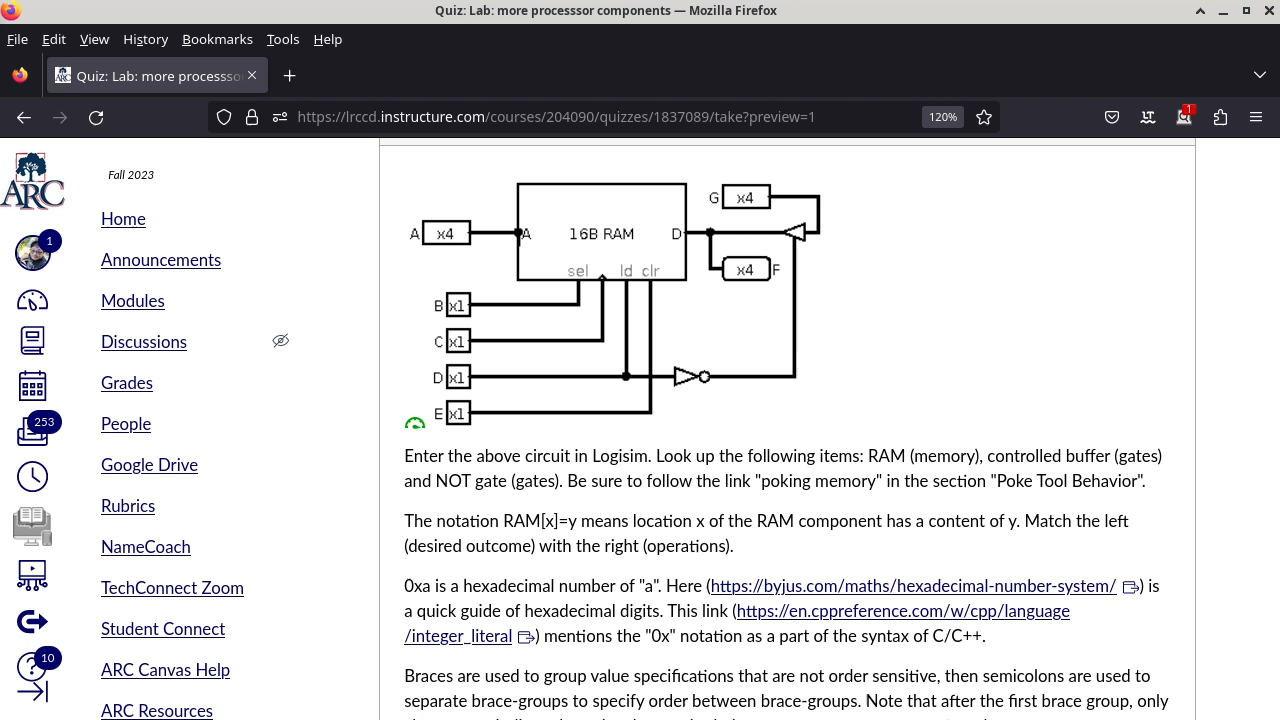 Quiz: Lab: more processsor components — Mozilla Firefox
File Edit View History Bookmarks Tools Help
Quiz: Lab: more processso
https://lrccd.instructure.com/courses/204090/quizzes/1837089/take?preview=1
120%
1
ARC
Fall 2023
Home
1
Announcements
Modules
Discussions
Grades
253
People
Google Drive
Rubrics
NameCoach
TechConnect Zoom
Student Connect
10
ARC Canvas Help
ARC Resources
G x4
A x4 A 16B RAM D
sel ld clr
x4 F
B x1
C x1
D x1
E x1
Enter the above circuit in Logisim. Look up the following items: RAM (memory), controlled buffer (gates)
and NOT gate (gates). Be sure to follow the link "poking memory" in the section "Poke Tool Behavior".
The notation RAM[x]=y means location x of the RAM component has a content of y. Match the left
(desired outcome) with the right (operations).
0xa is a hexadecimal number of "a". Here (https://byjus.com/maths/hexadecimal-number-system/ ) is
a quick guide of hexadecimal digits. This link (https://en.cppreference.com/w/cpp/language
/integer_literal ) mentions the "0x" notation as a part of the syntax of C/C++.
Braces are used to group value specifications that are not order sensitive, then semicolons are used to
separate brace-groups to specify order between brace-groups. Note that after the first brace group, only